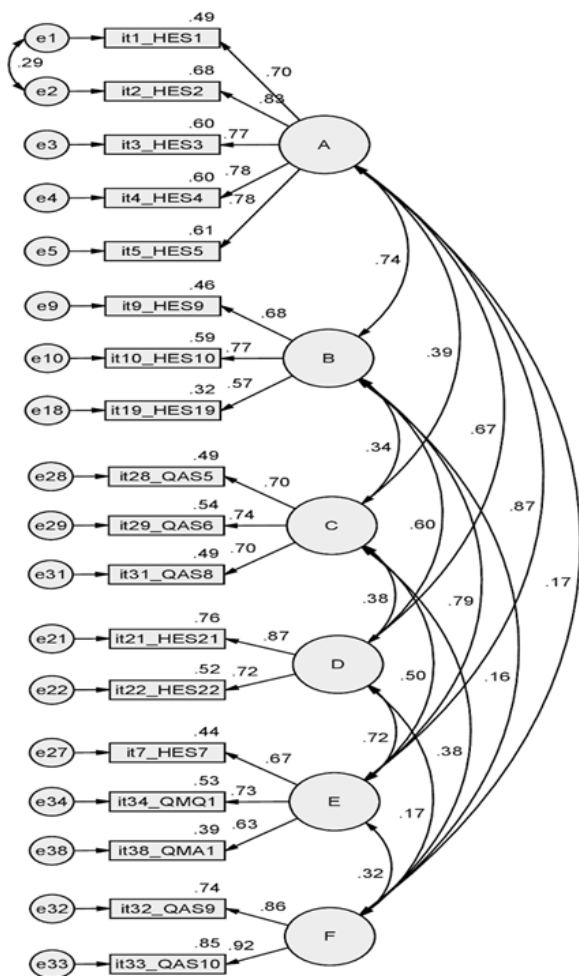 .49
e1 it1_HES1
.70
.29
.68
e2 it2_HES2
.83
.60
e3 it3_HES3 .77 A
.60 .78
e4 it4_HES4
.78
.61
e5 it5_HES5
.74
.46
e9 it9_HES9
.68
.59
e10 it10_HES10 .77 B
.39
.32 .57
e18 it19_HES19
.67
.34
.49
e28 it28_QAS5
.70
.87
.54
e29 it29_QAS6 .74 C
.60
.49 .70
e31 it31_QAS8
.17
.38
.79
.76
e21 it21_HES21 .87
D
.52 .72
e22 it22_HES22
.50 .16
.72
.44
e27 it7_HES7
.67
.38
.53
e34 it34_QMQ1 .73 E
.17
.39 .63
e38 it38_QMA1
.32
.74
e32 it32_QAS9 .86
F
.85 .92
e33 it33_QAS10